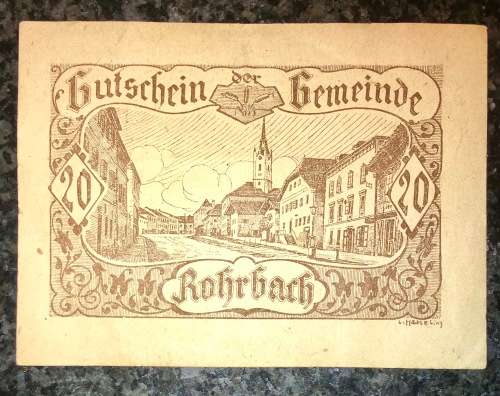 Gutschein der Gemeinde
20 20
Rohrbach